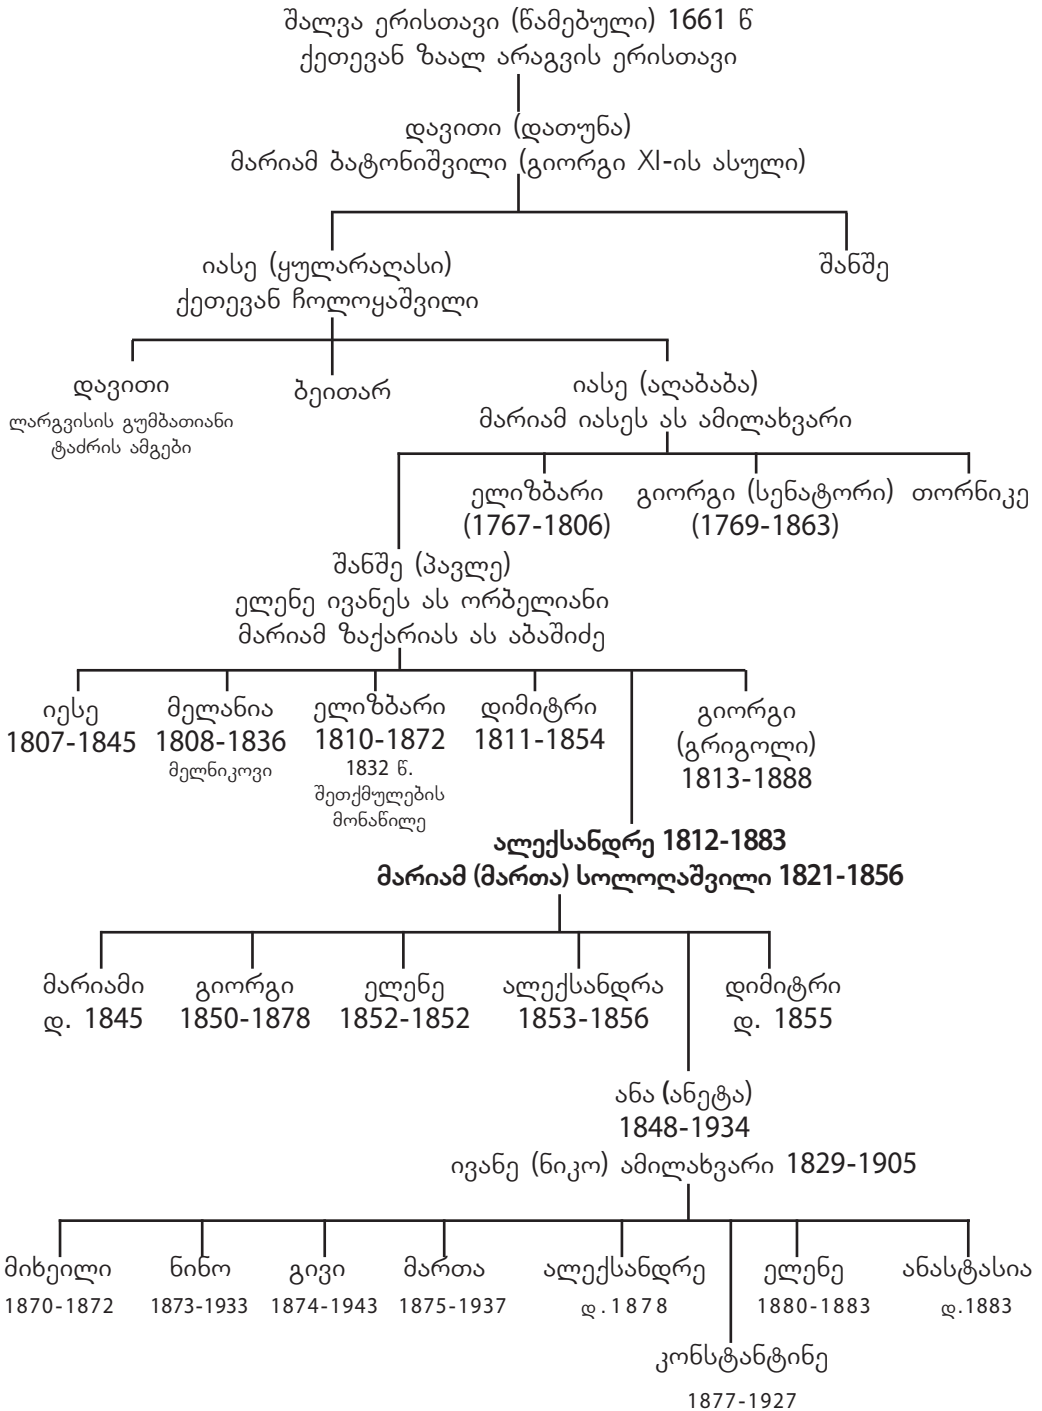 შალვა ერისთავი (წამებული) 1661 წ
ქეთევან ზაალ არაგვის ერისთავი
დავითი (დათუნა)
მარიამ ბატონიშვილი (გიორგი XI-ის ასული)
იასე (ყულარაღასი)
ქეთევან ჩოლოყაშვილი
შანშე
დავითი
ლარგვისის გუმბათიანი
ტაძრის ამგები
ბეითარ
იასე (აღაბაბა)
მარიამ იასეს ას ამილახვარი
ელიზბარი
(1767-1806)
გიორგი (სენატორი)
(1769-1863)
თორნიკე
შანშე (პავლე)
ელენე ივანეს ას ორბელიანი
მარიამ ზაქარიას ას აბაშიძე
იესე
1807-1845
მელანია
1808-1836
მელნიკოვი
ელიზბარი
1810-1872
1832 წ.
შეთქმულების
მონაწილე
დიმიტრი
1811-1854
გიორგი
(გრიგოლი)
1813-1888
ალექსანდრე 1812-1883
მარიამ (მართა) სოლოღაშვილი 1821-1856
მარიამი
დ. 1845
გიორგი
1850-1878
ელენე
1852-1852
ალექსანდრა
1853-1856
დიმიტრი
დ. 1855
ანა (ანეტა)
1848-1934
ივანე (ნიკო) ამილახვარი 1829-1905
მიხეილი
1870-1872
ნინო
1873-1933
გივი
1874-1943
მართა
1875-1937
ალექსანდრე
დ.1878
ელენე
1880-1883
ანასტასია
დ.1883
კონსტანტინე
1877-1927